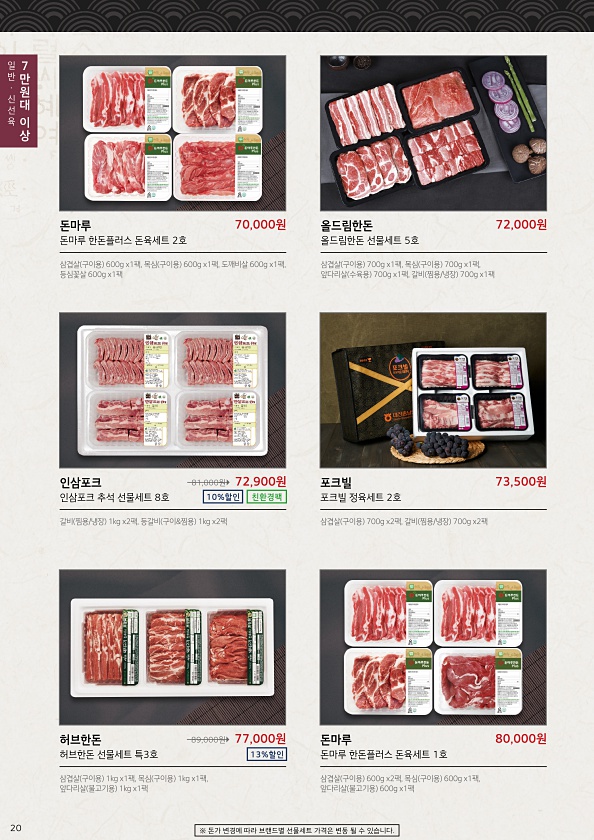 7만원대 이상
일반 · 신선육
돈마루 70,000원
돈마루 한돈플러스 돈육세트 2호
삼겹살(구이용) 600g x1팩, 목심(구이용) 600g x1팩, 도깨비살 600g x1팩,
등심꽃살 600g x1팩
올드림한돈 72,000원
올드림한돈 선물세트 5호
삼겹살(구이용) 700g x1팩, 목심(구이용) 700g x1팩,
앞다리살(수육용) 700g x1팩, 갈비(찜용/냉장) 700g x1팩
인삼포크 81,000원 72,900원
인삼포크 추석 선물세트 8호 10%할인 친환경팩
갈비(찜용/냉장) 1kg x2팩, 등갈비(구이&찜용) 1kg x2팩
포크빌
포크빌 73,500원
포크빌 정육세트 2호
삼겹살(구이용) 700g x2팩, 갈비(찜용/냉장) 700g x2팩
허브한돈 89,000원 77,000원
허브한돈 선물세트 특3호 13%할인
삼겹살(구이용) 1kg x1팩, 목심(구이용) 1kg x1팩,
앞다리살(불고기용) 1kg x1팩
돈마루 80,000원
돈마루 한돈플러스 돈육세트 1호
삼겹살(구이용) 600g x2팩, 목심(구이용) 600g x1팩,
앞다리살(불고기용) 600g x1팩
20
※ 돈가 변경에 따라 브랜드별 선물세트 가격은 변동 될 수 있습니다.